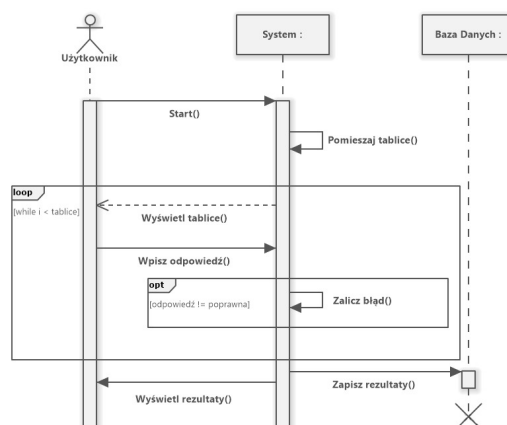 Użytkownik
System :
Baza Danych :
Start()
Pomieszaj tablice()
loop
[while i < tablice]
Wyświetl tablice()
Wpisz odpowiedź()
opt
[odpowiedź != poprawna]
Zalicz błąd()
Zapisz rezultaty()
Wyświetl rezultaty()